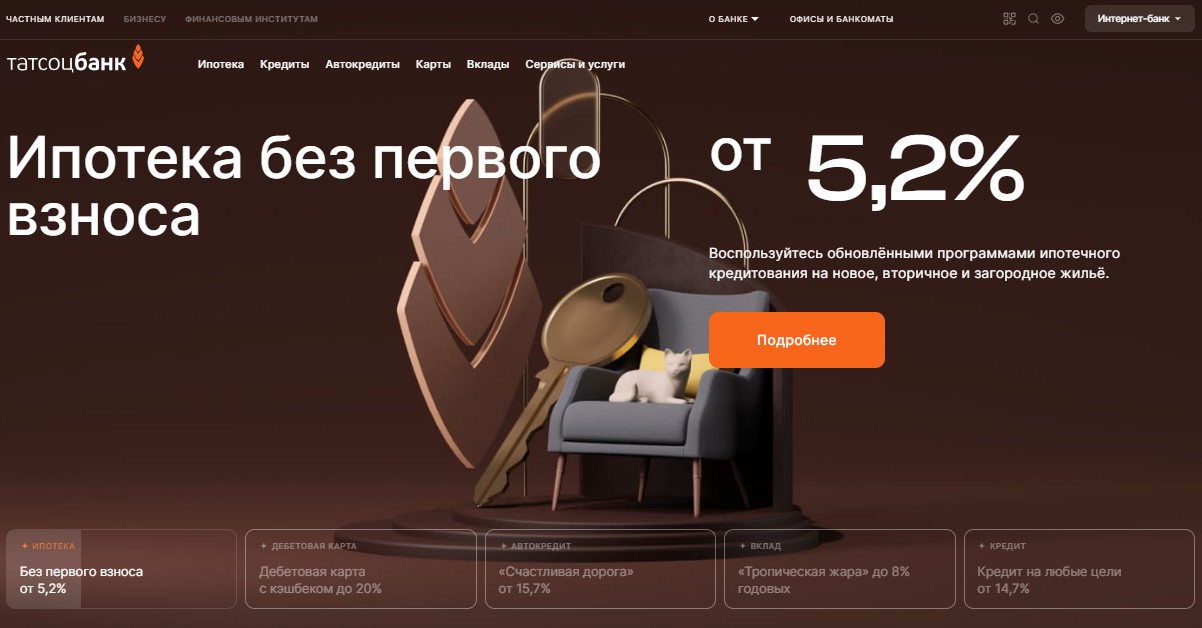 ЧАСТНЫМ КЛИЕНТАМ БИЗНЕСУ ФИНАНСОВЫМ ИНСТИТУТАМ О БАНКЕ ОФИСЫ И БАНКОМАТЫ Интернет-банк
татсоцбанк Ипотека Кредиты Автокредиты Карты Вклады Сервисы и услуги
Ипотека без первого
взноса
от 5,2%
Воспользуйтесь обновлёнными программами ипотечного
кредитования на новое, вторичное и загородное жильё.
Подробнее
ИПОТЕКА
Без первого взноса
от 5,2%
ДЕБЕТОВАЯ КАРТА
Дебетовая карта
с кэшбеком до 20%
АВТОКРЕДИТ
«Счастливая дорога»
от 15,7%
ВКЛАД
«Тропическая жара» до 8%
годовых
КРЕДИТ
Кредит на любые цели
от 14,7%